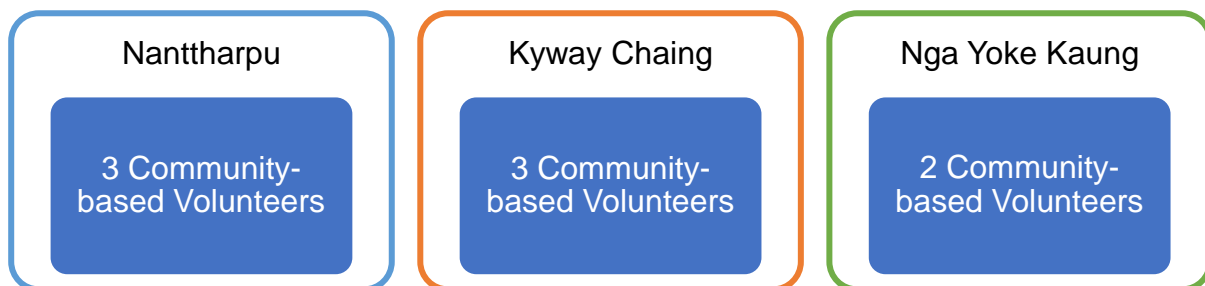 Nanttharpu
3 Community-
based Volunteers
Kyway Chaing
3 Community-
based Volunteers
Nga Yoke Kaung
2 Community-
based Volunteers